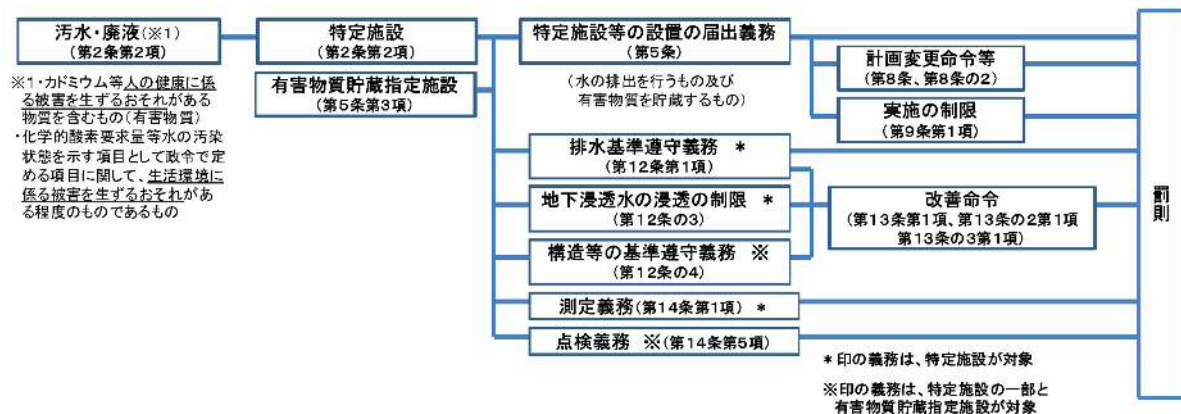 汚水・廃液(※1)
(第2条第2項)
※1・カドミウム等人の健康に係
る被害を生ずるおそれがある
物質を含むもの(有害物質)
・化学的酸素要求量等水の汚染
状態を示す項目として政令で定
める項目に関して、生活環境に
係る被害を生ずるおそれがあ
る程度のものであるもの
特定施設
(第2条第2項)
有害物質貯蔵指定施設
(第5条第3項)
特定施設等の設置の届出義務
(第5条)
(水の排出を行うもの及び
有害物質を貯蔵するもの)
計画変更命令等
(第8条、第8条の2)
実施の制限
(第9条第1項)
排水基準遵守義務 *
(第12条第1項)
地下浸透水の浸透の制限 *
(第12条の3)
構造等の基準遵守義務 ※
(第12条の4)
改善命令
(第13条第1項、第13条の2第1項
第13条の3第1項)
測定義務(第14条第1項) *
点検義務 ※(第14条第5項)
罰則
*印の義務は、特定施設が対象
※印の義務は、特定施設の一部と
有害物質貯蔵指定施設が対象